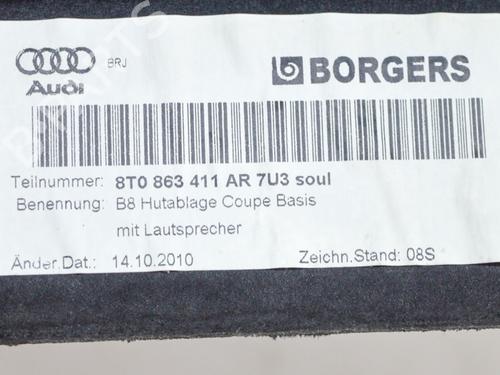 BRJ
Audi
BORGERS
Teilnummer: 8T0 863 411 AR 7U3 soul
Benennung: B8 Hutablage Coupe Basis
mit Lautsprecher
Änder.Dat.: 14.10.2010 Zeichn.Stand: 08S